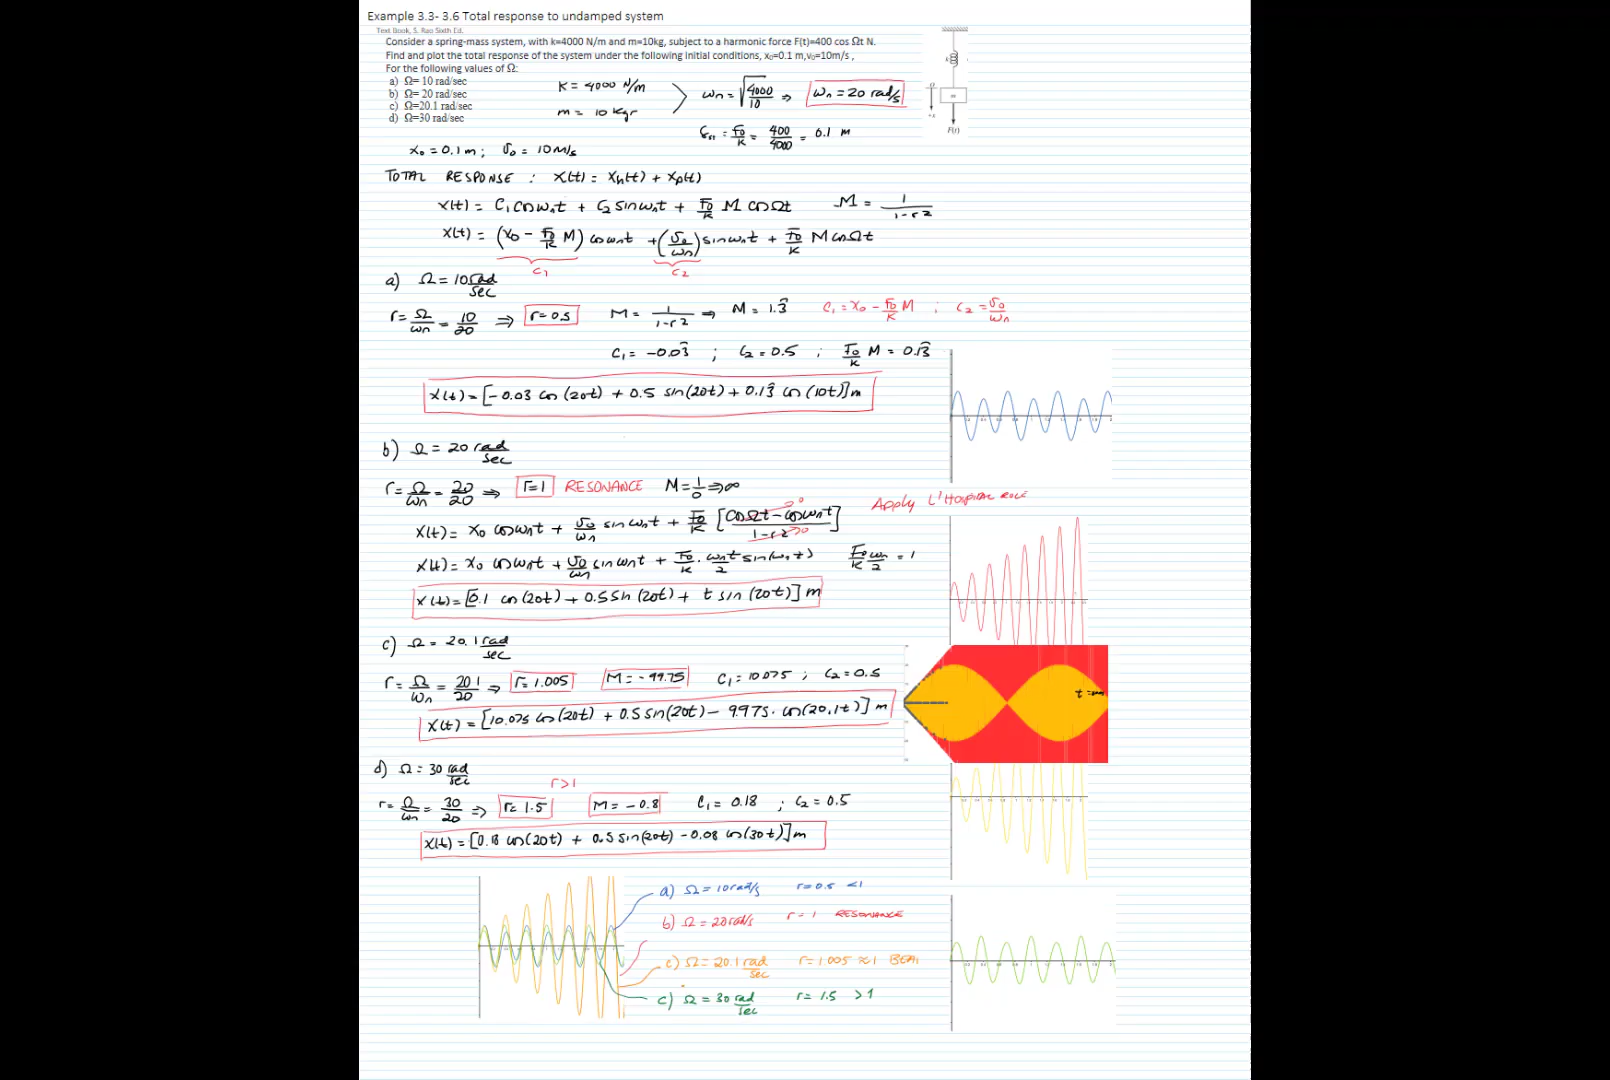 Example 3.3- 3.6 Total response to undamped system
Text Book, S. Rao Sixth Ed.
Consider a spring-mass system, with k=4000 N/m and m=10kg, subject to a harmonic force F(t)=400 cos Ωt N.
Find and plot the total response of the system under the following initial conditions, x₀=0.1 m,v₀=10m/s ,
For the following values of Ω:
a) Ω= 10 rad/sec
b) Ω= 20 rad/sec
c) Ω=20.1 rad/sec
d) Ω=30 rad/sec
K = 4000 N/m
m = 10 Kgr
ωn = √(4000/10) ⇒ ωn = 20 rad/s
δst = F0/K = 400/4000 = 0.1 m
k
m
F(t)
x₀ = 0.1 m ; v₀ = 10 m/s
TOTAL RESPONSE : x(t) = xh(t) + xp(t)
x(t) = C1 cos ωnt + C2 sin ωnt + F0/K M cos Ωt M = 1/(1-r²)
x(t) = (x0 - F0/K M) cos ωnt + (v0/ωn) sin ωnt + F0/K M cos Ωt
C1 C2
a) Ω = 10 rad/sec
r = Ω/ωn = 10/20 ⇒ r = 0.5 M = 1/(1-r²) ⇒ M = 1.3̂ C1 = x0 - F0/K M ; C2 = v0/ωn
C1 = -0.03̂ ; C2 = 0.5 ; F0/K M = 0.13̂
x(t) = [-0.03 cos (20t) + 0.5 sin(20t) + 0.13̂ cos (10t)] m
b) Ω = 20 rad/sec
r = Ω/ωn = 20/20 ⇒ r=1 RESONANCE M = 1/0 ⇒ ∞
Apply L'Hospital rule
x(t) = x0 cos ωnt + v0/ωn sin ωnt + F0/K [(cos Ωt - cos ωnt)/(1-r²)]
x(t) = x0 cos ωnt + v0/ωn sin ωnt + F0/K · ωnt/2 sin(ωnt) F0/K ωn/2 = 1
x(t) = [0.1 cos (20t) + 0.5 sin (20t) + t sin (20t)] m
c) Ω = 20.1 rad/sec
r = Ω/ωn = 20.1/20 ⇒ r = 1.005 M = -99.75 C1 = 10.075 ; C2 = 0.5
x(t) = [10.075 cos (20t) + 0.5 sin(20t) - 9.975 · cos (20.1t)] m
d) Ω = 30 rad/sec
r>1
r = Ω/ωn = 30/20 ⇒ r= 1.5 M = -0.8 C1 = 0.18 ; C2 = 0.5
x(t) = [0.18 cos(20t) + 0.5 sin(20t) - 0.08 cos(30t)] m
a) Ω = 10 rad/s r = 0.5 <1
b) Ω = 20 rad/s r = 1 RESONANCE
c) Ω = 20.1 rad/sec r = 1.005 ≈ 1
c) Ω = 30 rad/sec r = 1.5 >1